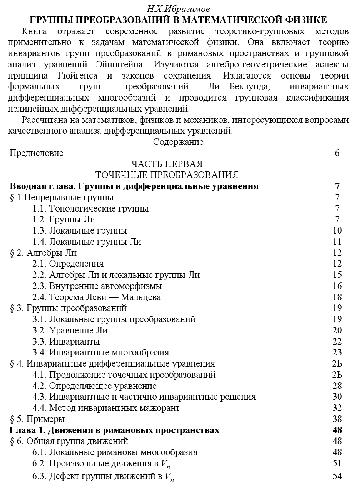 Н.Х.Ибрагимов
ГРУППЫ ПРЕОБРАЗОВАНИЙ В МАТЕМАТИЧЕСКОЙ ФИЗИКЕ
Книга отражает современное развитие теоретико-групповых методов
применительно к задачам математической физики. Она включает теорию
инвариантов групп преобразований в римановых пространствах и групповой
анализ уравнений Эйнштейна. Изучаются алгебро-геометрические аспекты
принципа Гюйгенса и законов сохранения. Излагаются основы теории
формальных групп преобразований Ли-Беклунда, инвариантных
дифференциальных многообразий и проводится групповая классификация
нелинейных дифференциальных уравнений.
Рассчитана на математиков, физиков и механиков, интересующихся вопросами
качественного анализа дифференциальных уравнений.
Содержание
Предисловие 6
ЧАСТЬ ПЕРВАЯ
ТОЧЕЧНЫЕ ПРЕОБРАЗОВАНИЯ
Вводная глава. Группы и дифференциальные уравнения 7
§ 1 Непрерывные группы 7
1.1. Топологические группы 7
1.2. Группы Ли 7
1.3. Локальные группы 10
1.4. Локальные группы Ли 11
§ 2. Алгебры Ли 12
2.1. Определения 12
2.2. Алгебры Ли и локальные группы Ли 15
2.3. Внутренние автоморфизмы 16
2.4. Теорема Леви — Мальцева 18
§ 3. Группы преобразований 19
3.1. Локальные группы преобразований 19
3.2. Уравнение Ли 20
3.3. Инварианты 22
3.4. Инвариантные многообразия 23
§ 4. Инвариантные дифференциальные уравнения 25
4.1. Продолжение точечных преобразований 25
4.2. Определяющее уравнение 28
4.3. Инвариантные и частично инвариантные решения 30
4.4. Метод инвариантных мажорант 32
§ 5. Примеры 38
Глава 1. Движения в римановых пространствах 48
§ 6. Общая группа движений 48
6.1. Локальные римановы многообразия 48
6.2. Произвольные движения в Vn 51
6.3. Дефект группы движений в Vn 54